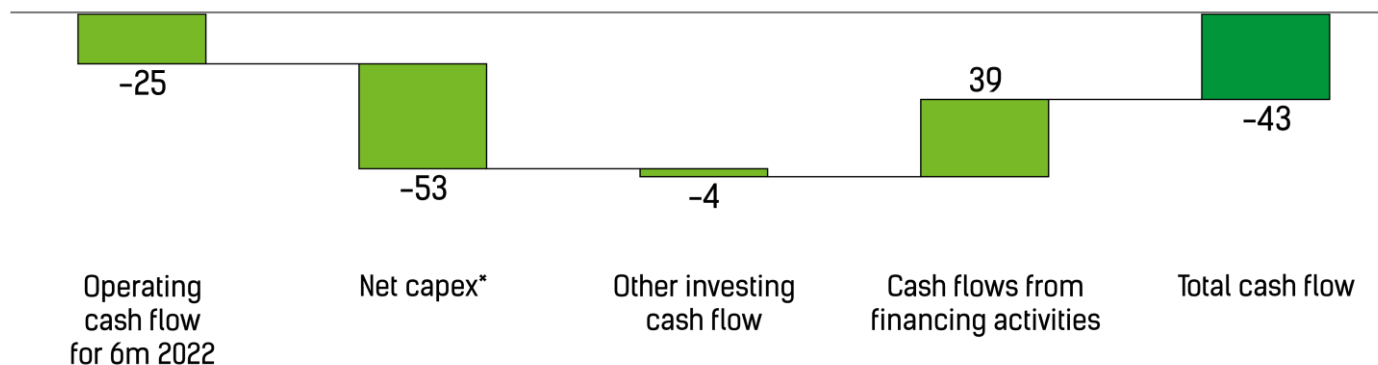 -25
-53
-4
39
-43
Operating
cash flow
for 6m 2022
Net capex*
Other investing
cash flow
Cash flows from
financing activities
Total cash flow